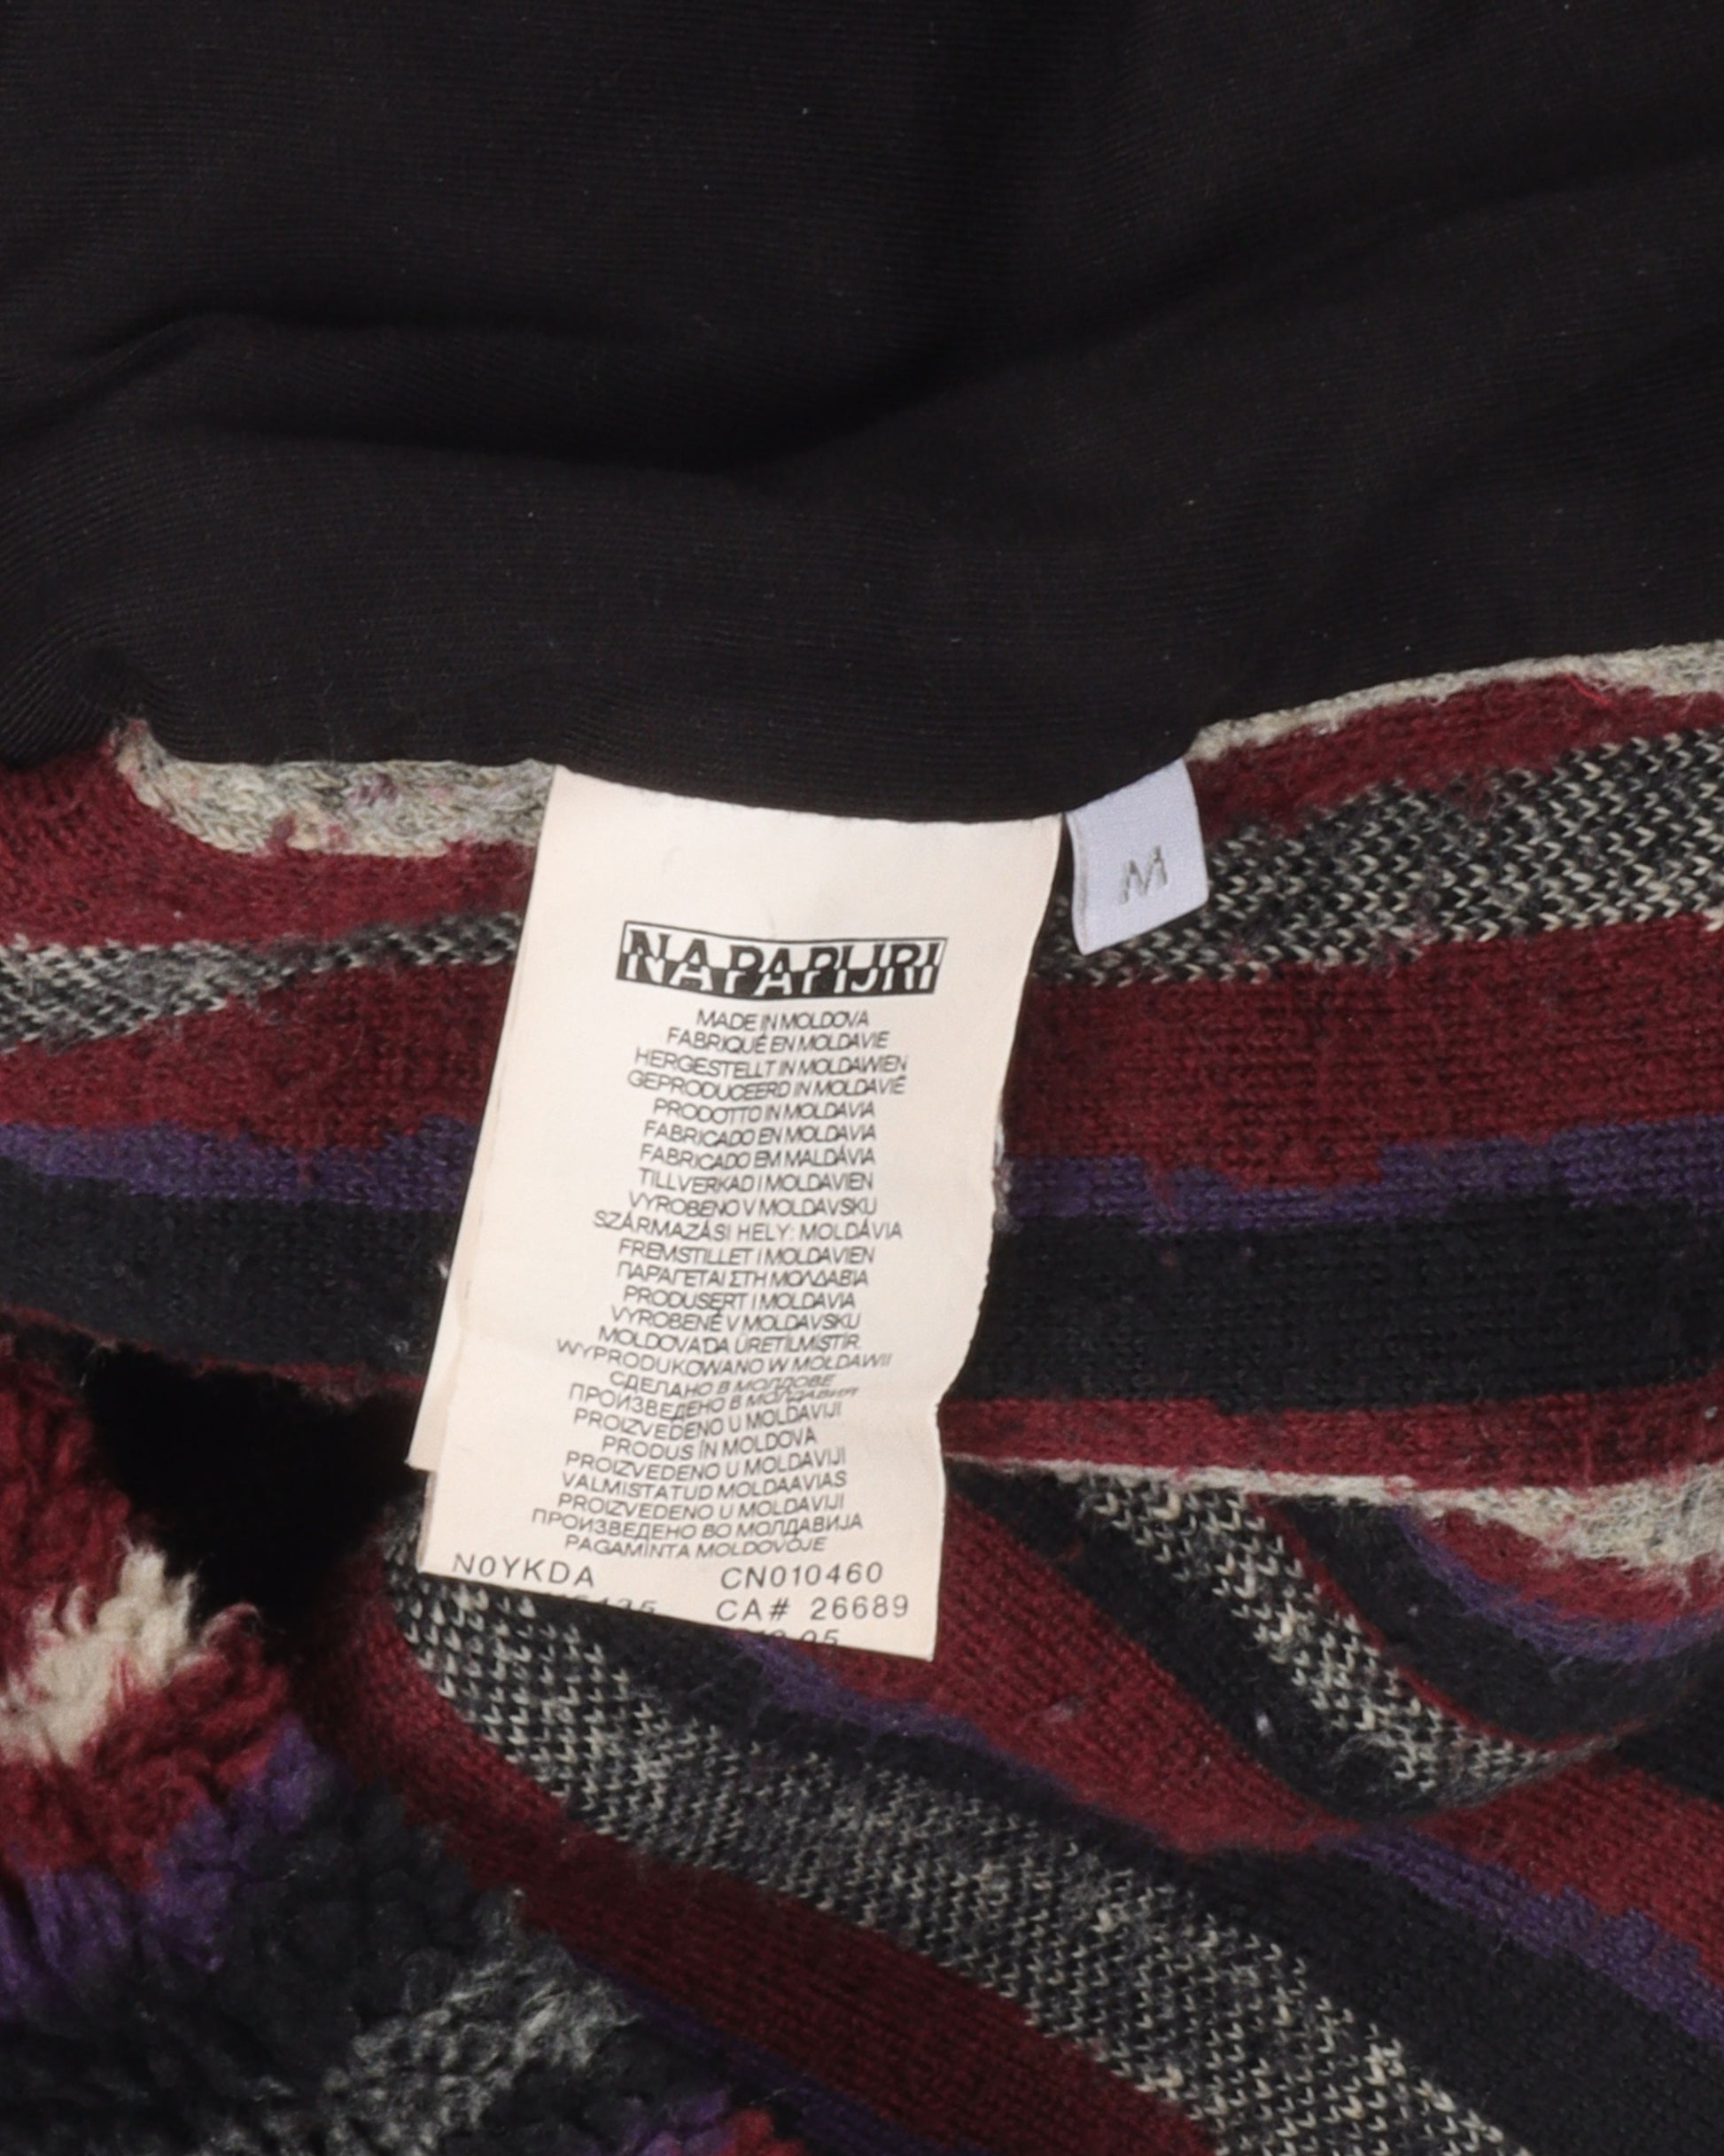 M
NAPAPIJRI
MADE IN MOLDOVA
FABRIQUÉ EN MOLDAVIE
HERGESTELLT IN MOLDAWIEN
GEPRODUCEERD IN MOLDAVIË
PRODOTTO IN MOLDAVIA
FABRICADO EN MOLDAVIA
FABRICADO EM MALDÁVIA
TILLVERKAD I MOLDAVIEN
VYROBENO V MOLDAVSKU
SZÁRMAZÁSI HELY: MOLDÁVIA
FREMSTILLET I MOLDAVIEN
ΠΑΡΑΓΕΤΑΙ ΣΤΗ ΜΟΛΔΑΒΙΑ
PRODUSERT I MOLDAVIA
VYROBENÉ V MOLDAVSKU
MOLDOVA'DA ÜRETİLMİŞTİR.
WYPRODUKOWANO W MOŁDAWII
СДЕЛАНО В МОЛДОВЕ
ПРОИЗВЕДЕНО В МОЛДАВИЯ
PROIZVEDENO U MOLDAVIJI
PRODUS ÎN MOLDOVA
PROIZVEDENO U MOLDAVIJI
VALMISTATUD MOLDAAVIAS
PROIZVEDENO U MOLDAVIJI
ПРОИЗВЕДЕНО ВО МОЛДАВИЈА
PAGAMINTA MOLDOVOJE
N0YKDA CN010460
CA# 26689